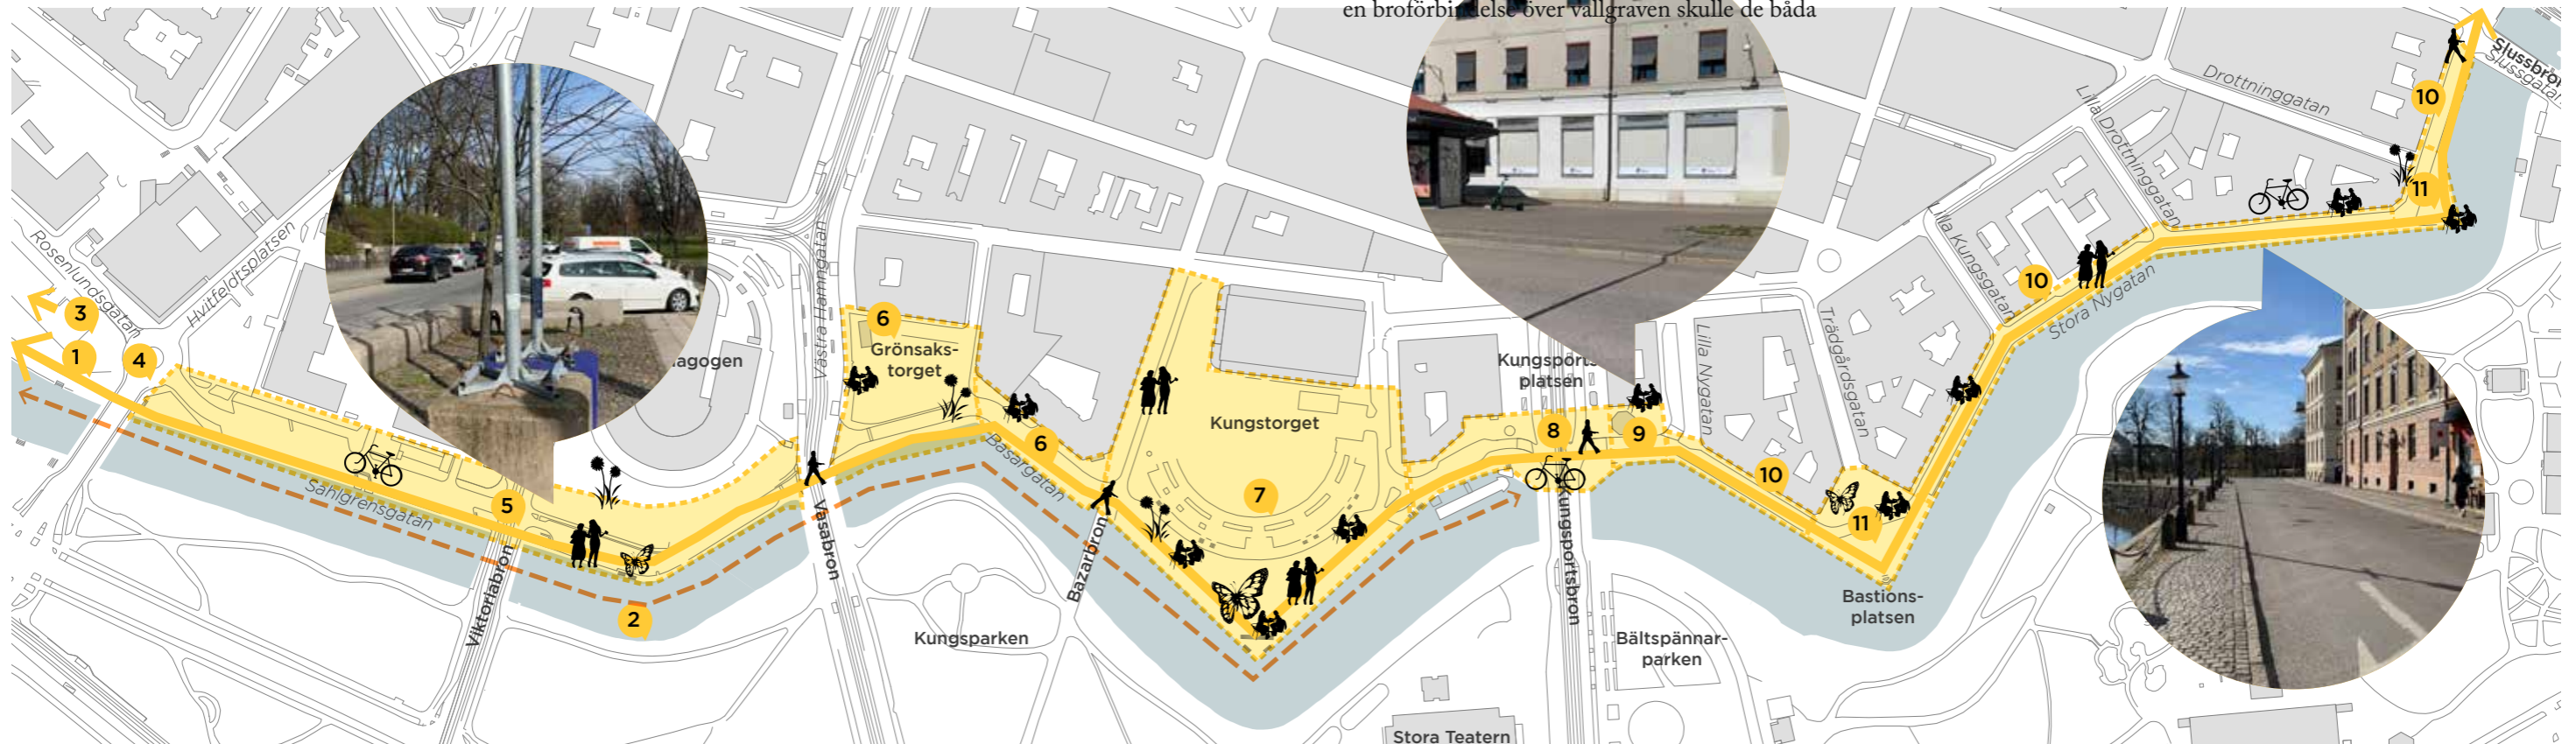 en broförbindelse över vallgraven skulle de båda
Rosenlundsgatan
Hvitfeldtsplatsen
3
1
4
Sahlgrensgatan
5
Viktoriabron
2
agogen
Västra Hamngatan
Vasabron
6
Grönsaks-
torget
6
Basargatan
Bazarbron
Kungsparken
Kungstorget
7
Kungsports-
platsen
8
9
Kungsportsbron
Stora Teatern
Bältspännar-
parken
Lilla Nygatan
10
Trädgårdsgatan
11
Bastions-
platsen
Lilla Kungsgatan
10
Stora Nygatan
Lilla Drottninggatan
Drottninggatan
11
10
Slussgatan